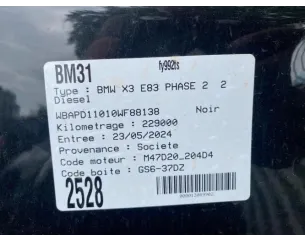 fy992ts
BM31
Type : BMW X3 E83 PHASE 2 2
Diesel
WBAPD11010WF88138 Noir
Kilometrage : 229000
Entree : 23/05/2024
Provenance : Societe
Code moteur : M47D20_204D4
Code boite : GS6-37DZ
2528